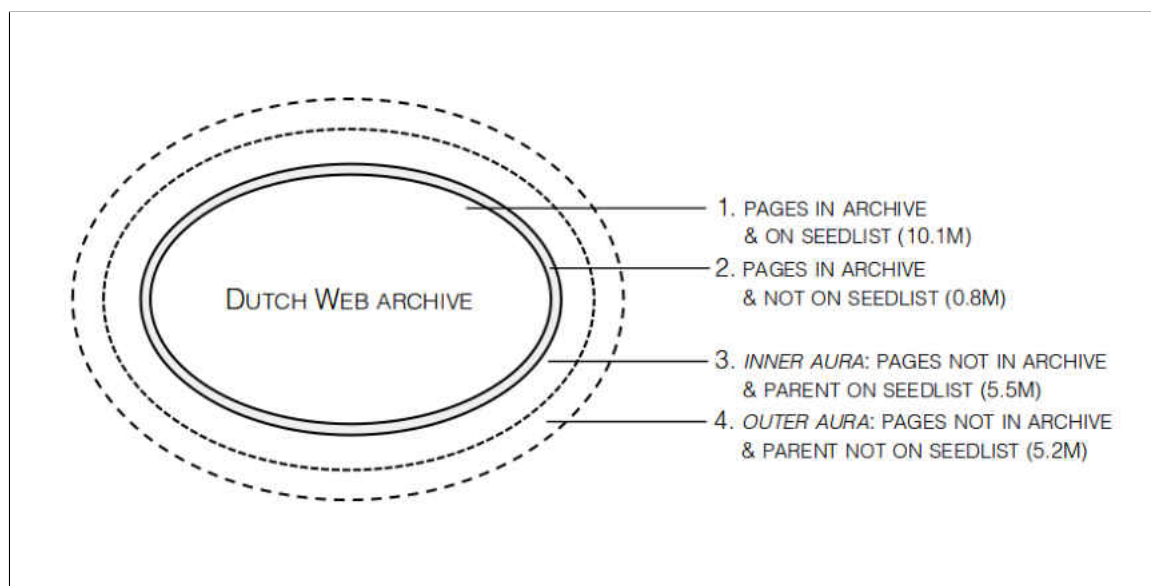 DUTCH WEB ARCHIVE
1. PAGES IN ARCHIVE
& ON SEEDLIST (10.1M)
2. PAGES IN ARCHIVE
& NOT ON SEEDLIST (0.8M)
3. INNER AURA: PAGES NOT IN ARCHIVE
& PARENT ON SEEDLIST (5.5M)
4. OUTER AURA: PAGES NOT IN ARCHIVE
& PARENT NOT ON SEEDLIST (5.2M)